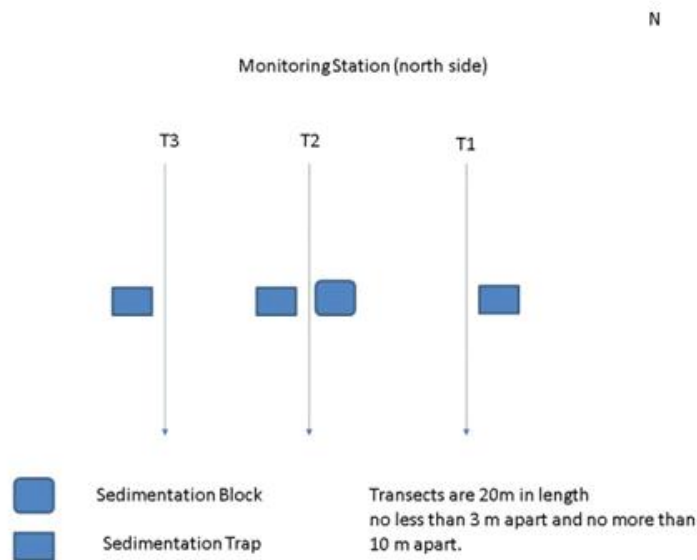 N
Monitoring Station (north side)
T3 T2 T1
Sedimentation Block
Sedimentation Trap
Transects are 20m in length
no less than 3 m apart and no more than
10 m apart.